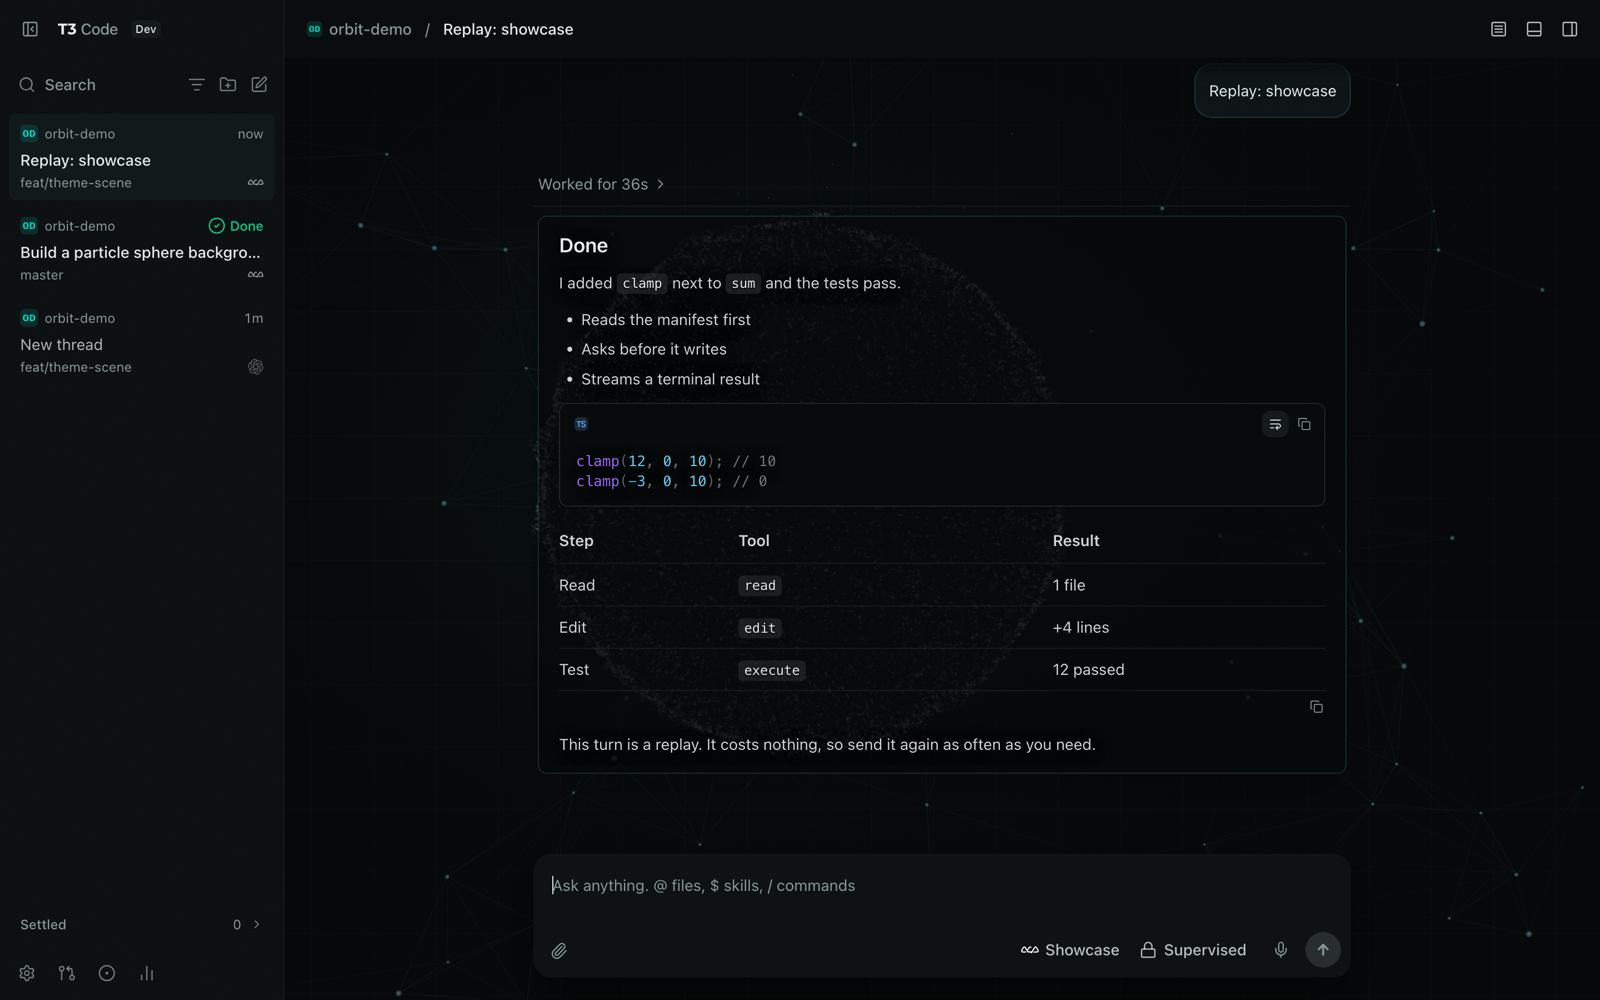 T3 Code Dev
Search
OD orbit-demo now
Replay: showcase
feat/theme-scene
OD orbit-demo Done
Build a particle sphere backgro...
master
OD orbit-demo 1m
New thread
feat/theme-scene
Settled 0
OD orbit-demo / Replay: showcase
Replay: showcase
Worked for 36s
Done
I added clamp next to sum and the tests pass.
• Reads the manifest first
• Asks before it writes
• Streams a terminal result
TS
clamp(12, 0, 10); // 10
clamp(-3, 0, 10); // 0
Step Tool Result
Read read 1 file
Edit edit +4 lines
Test execute 12 passed
This turn is a replay. It costs nothing, so send it again as often as you need.
Ask anything. @ files, $ skills, / commands
Showcase Supervised